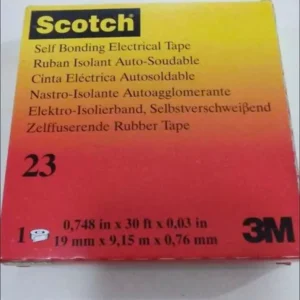 Scotch
Self Bonding Electrical Tape
Ruban Isolant Auto-Soudable
Cinta Eléctrica Autosoldable
Nastro-Isolante Autoagglomerante
Elektro-Isolierband, Selbstverschweißend
Zelffuserende Rubber Tape
23
0,748 in x 30 ft x 0,03 in
1 19 mm x 9,15 m x 0,76 mm
3M